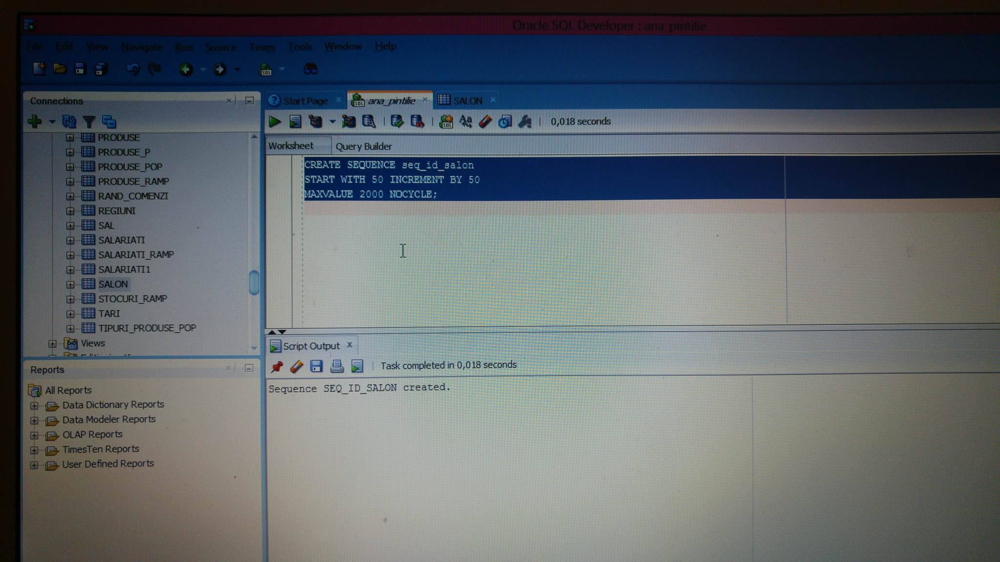 Oracle SQL Developer : ana_pintilie
File Edit View Navigate Run Source Team Tools Window Help
Connections
Start Page
ana_pintilie
SALON
0,018 seconds
Worksheet
Query Builder
PRODUSE
PRODUSE_P
PRODUSE_POP
PRODUSE_RAMP
RAND_COMENZI
REGIUNI
SAL
SALARIATI
SALARIATI_RAMP
SALARIATI1
SALON
STOCURI_RAMP
TARI
TIPURI_PRODUSE_POP
Views
CREATE SEQUENCE seq_id_salon
START WITH 50 INCREMENT BY 50
MAXVALUE 2000 NOCYCLE;
Reports
All Reports
Data Dictionary Reports
Data Modeler Reports
OLAP Reports
TimesTen Reports
User Defined Reports
Script Output
Task completed in 0,018 seconds
Sequence SEQ_ID_SALON created.